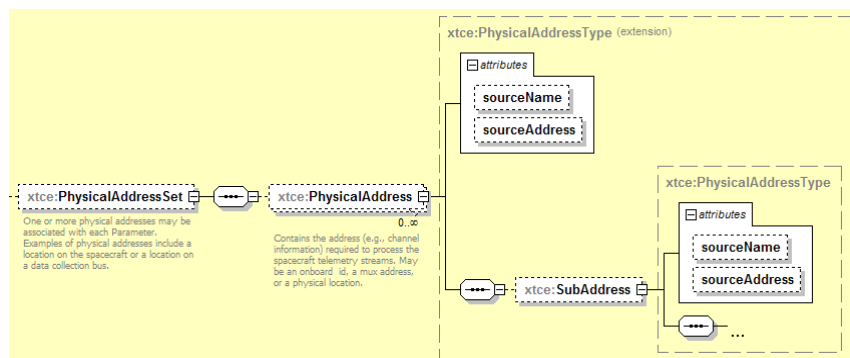 xtce:PhysicalAddressType (extension)
attributes
sourceName
sourceAddress
xtce:PhysicalAddressSet
One or more physical addresses may be
associated with each Parameter.
Examples of physical addresses include a
location on the spacecraft or a location on
a data collection bus.
xtce:PhysicalAddress
0..∞
Contains the address (e.g., channel
information) required to process the
spacecraft telemetry streams. May
be an onboard id, a mux address,
or a physical location.
xtce:PhysicalAddressType
attributes
sourceName
sourceAddress
xtce:SubAddress
...